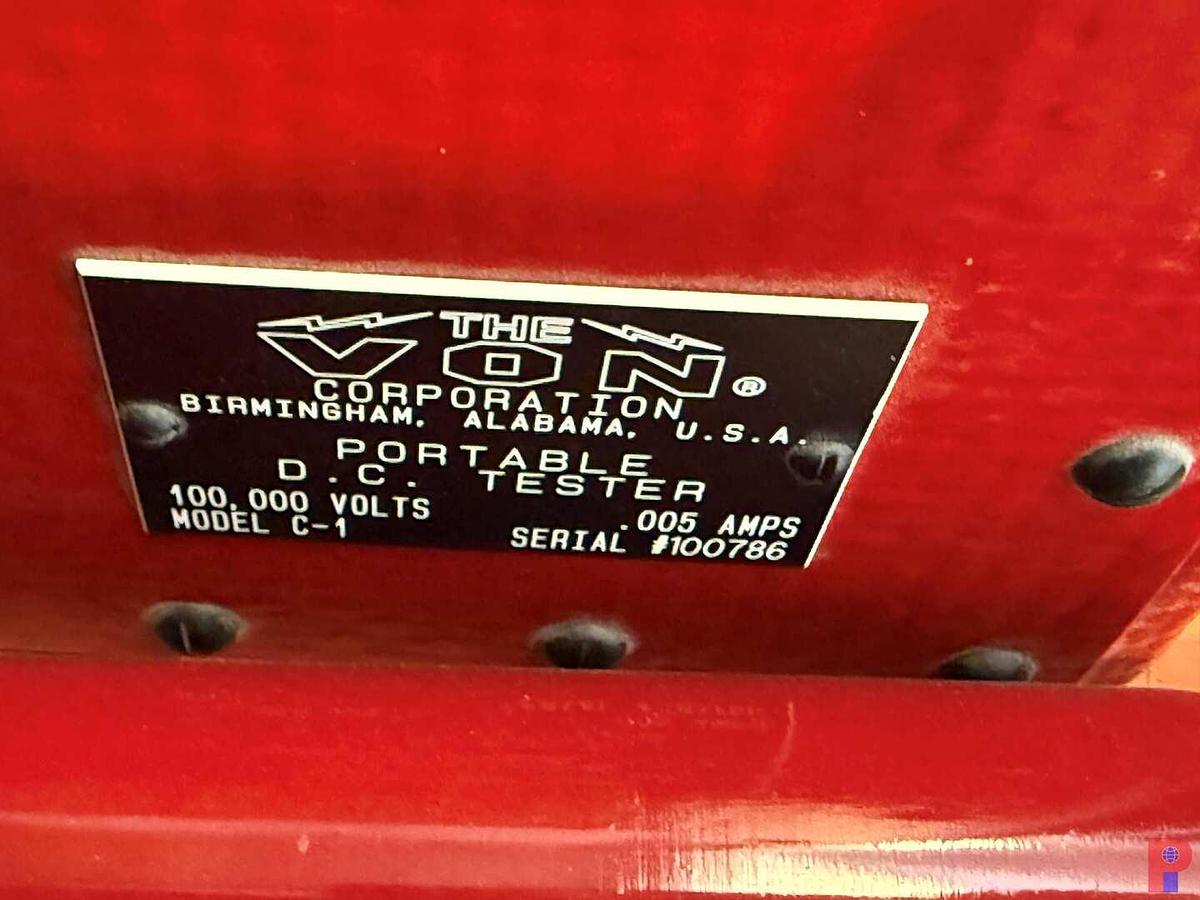 THE
VON®
CORPORATION
BIRMINGHAM, ALABAMA, U.S.A.
PORTABLE
D.C. TESTER
100,000 VOLTS .005 AMPS
MODEL C-1 SERIAL #100786